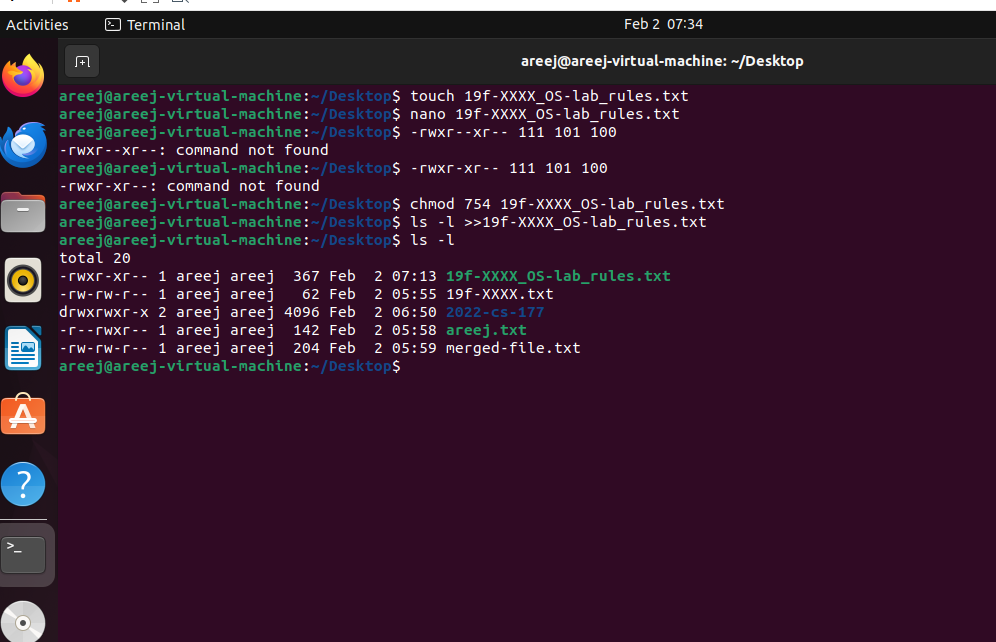 Activities Terminal Feb 2 07:34
areej@areej-virtual-machine: ~/Desktop
areej@areej-virtual-machine:~/Desktop$ touch 19f-XXXX_OS-lab_rules.txt
areej@areej-virtual-machine:~/Desktop$ nano 19f-XXXX_OS-lab_rules.txt
areej@areej-virtual-machine:~/Desktop$ -rwxr--xr-- 111 101 100
-rwxr--xr--: command not found
areej@areej-virtual-machine:~/Desktop$ -rwxr-xr-- 111 101 100
-rwxr-xr--: command not found
areej@areej-virtual-machine:~/Desktop$ chmod 754 19f-XXXX_OS-lab_rules.txt
areej@areej-virtual-machine:~/Desktop$ ls -l >>19f-XXXX_OS-lab_rules.txt
areej@areej-virtual-machine:~/Desktop$ ls -l
total 20
-rwxr-xr-- 1 areej areej  367 Feb  2 07:13 19f-XXXX_OS-lab_rules.txt
-rw-rw-r-- 1 areej areej   62 Feb  2 05:55 19f-XXXX.txt
drwxrwxr-x 2 areej areej 4096 Feb  2 06:50 2022-cs-177
-r--rwxr-- 1 areej areej  142 Feb  2 05:58 areej.txt
-rw-rw-r-- 1 areej areej  204 Feb  2 05:59 merged-file.txt
areej@areej-virtual-machine:~/Desktop$